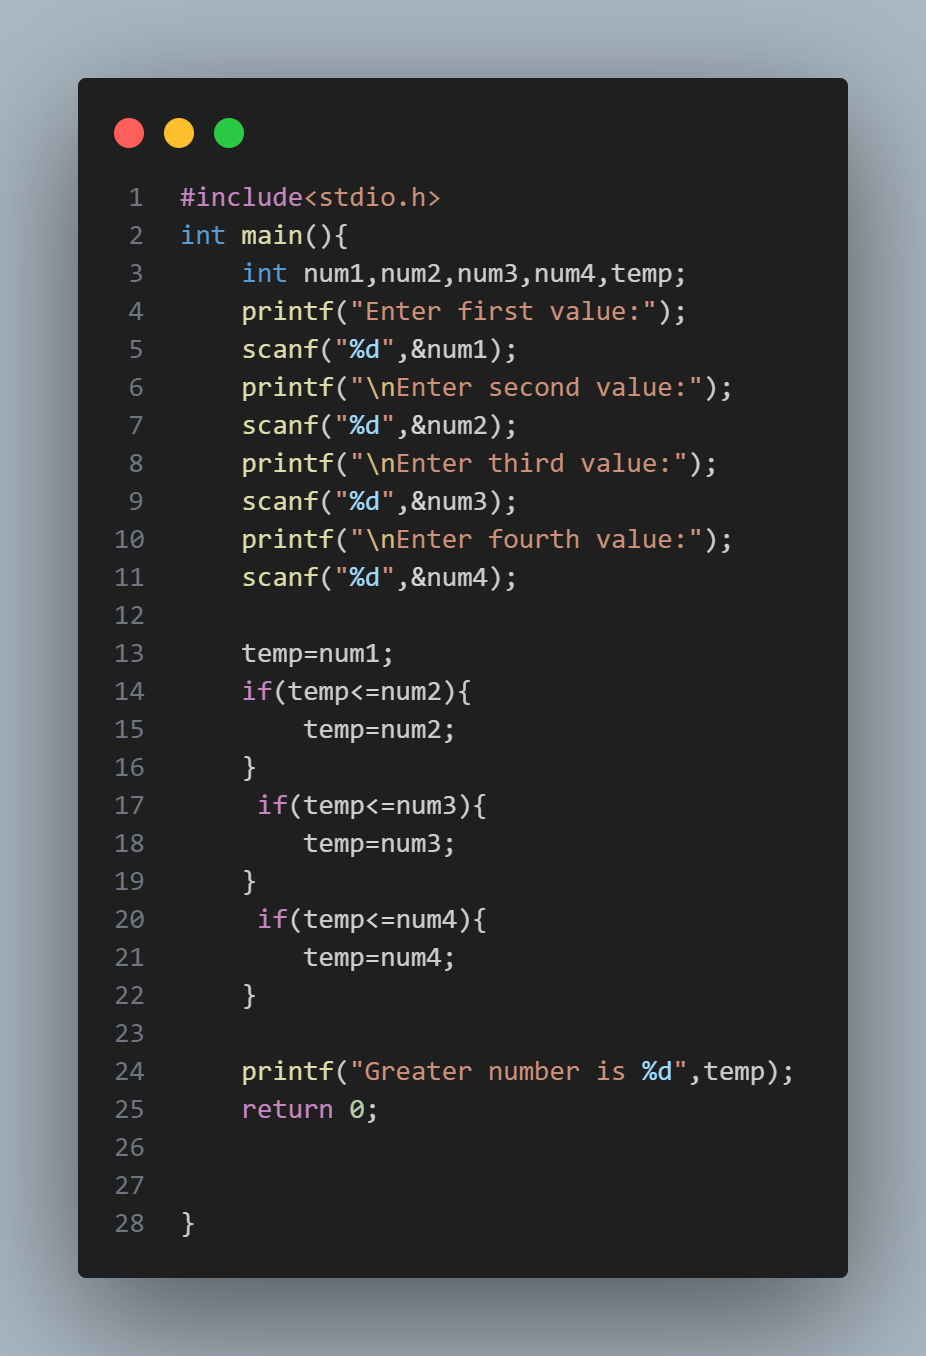 1 #include<stdio.h>
2 int main(){
3     int num1,num2,num3,num4,temp;
4     printf("Enter first value:");
5     scanf("%d",&num1);
6     printf("\nEnter second value:");
7     scanf("%d",&num2);
8     printf("\nEnter third value:");
9     scanf("%d",&num3);
10     printf("\nEnter fourth value:");
11     scanf("%d",&num4);
12
13     temp=num1;
14     if(temp<=num2){
15         temp=num2;
16     }
17      if(temp<=num3){
18         temp=num3;
19     }
20      if(temp<=num4){
21         temp=num4;
22     }
23
24     printf("Greater number is %d",temp);
25     return 0;
26
27
28 }